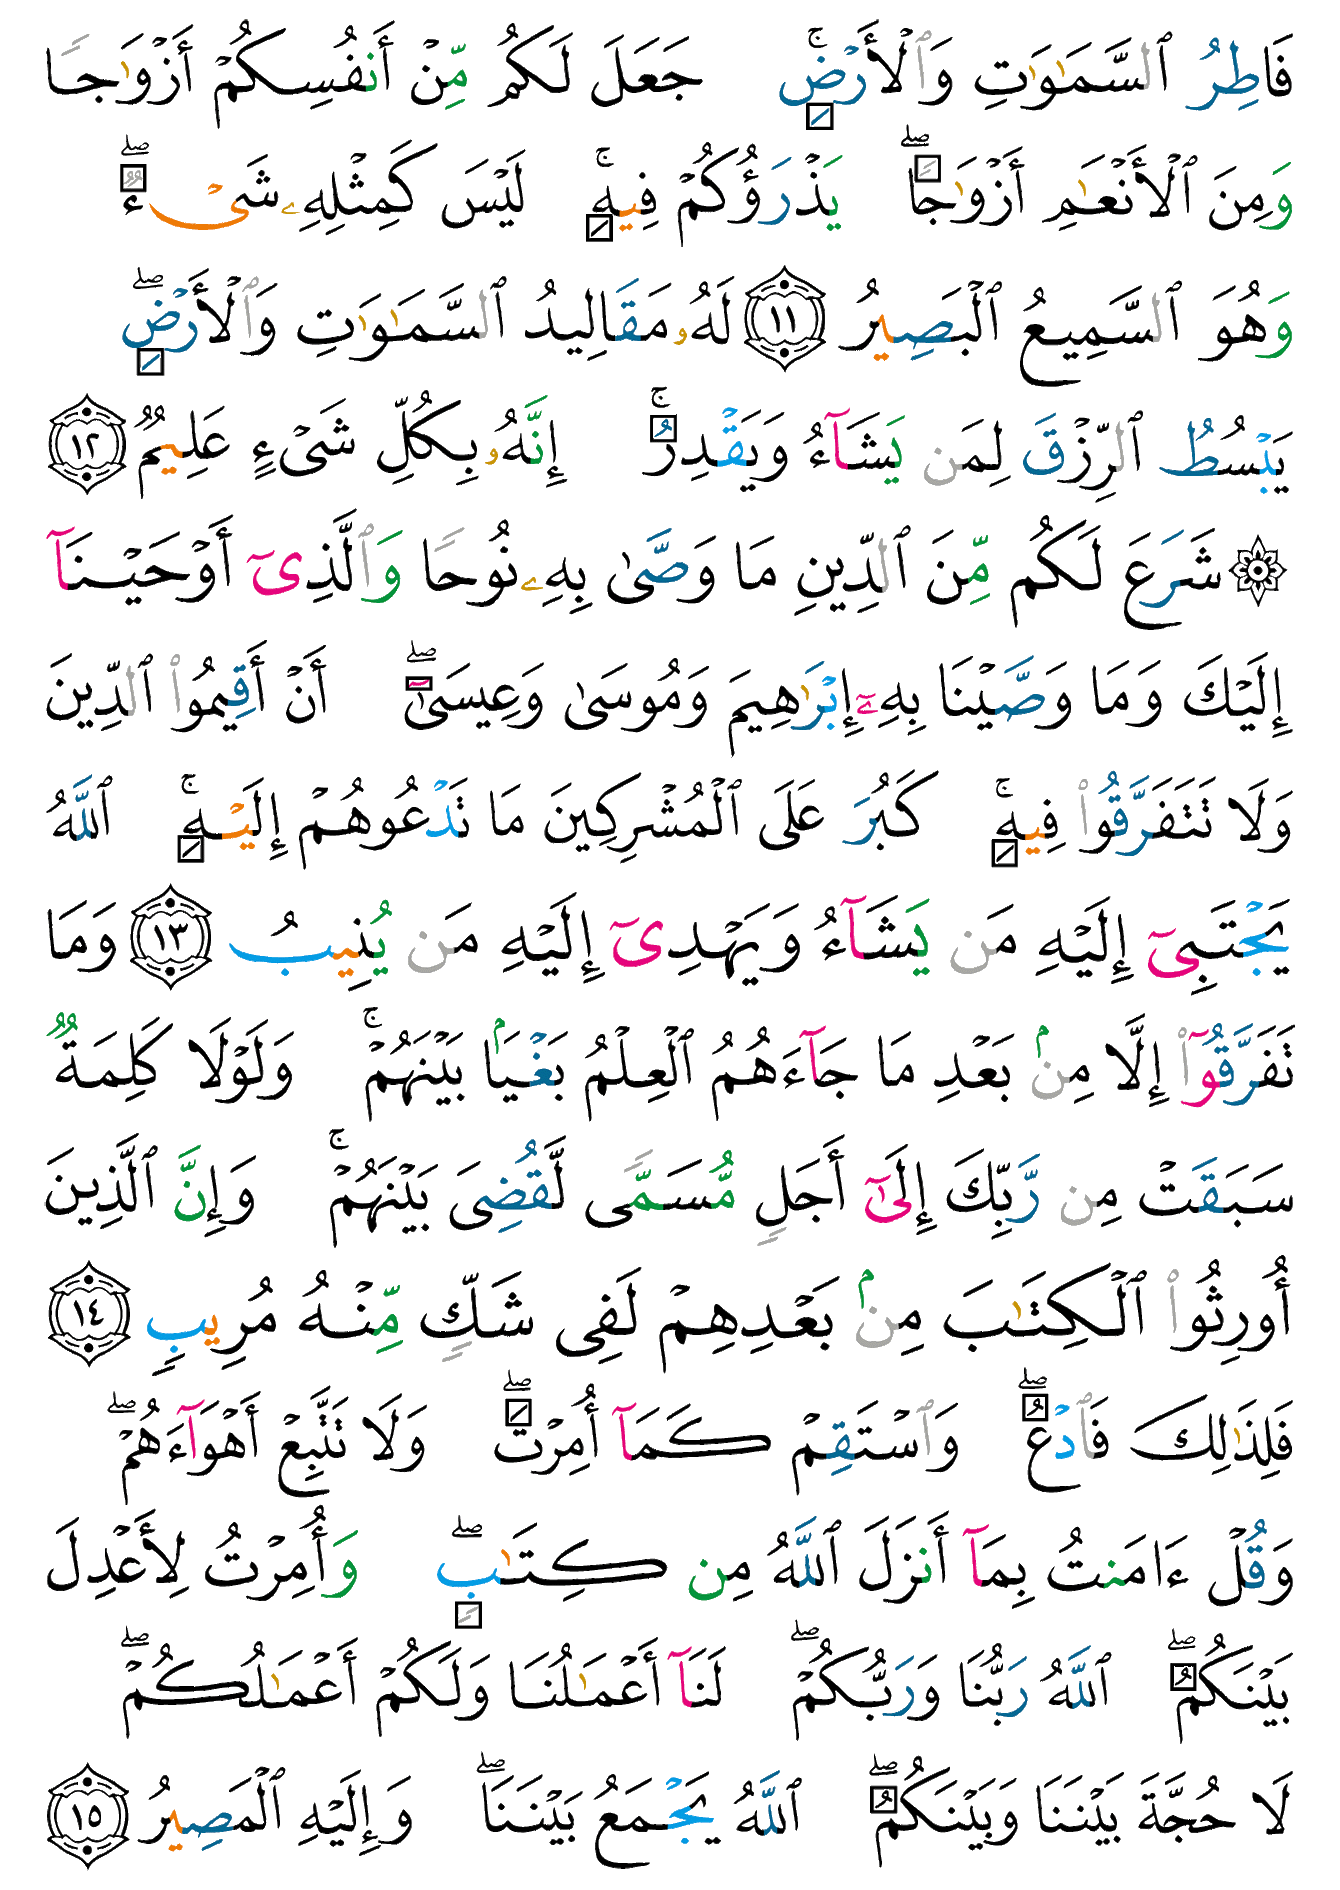 فَاطِرُ ٱلسَّمَٰوَٰتِ وَٱلْأَرْضِ ۚ جَعَلَ لَكُم مِّنْ أَنفُسِكُمْ أَزْوَٰجًا
وَمِنَ ٱلْأَنْعَٰمِ أَزْوَٰجًا ۖ يَذْرَؤُكُمْ فِيهِ ۚ لَيْسَ كَمِثْلِهِۦ شَىْءٌ ۖ
وَهُوَ ٱلسَّمِيعُ ٱلْبَصِيرُ ١١ لَهُۥ مَقَالِيدُ ٱلسَّمَٰوَٰتِ وَٱلْأَرْضِ ۖ
يَبْسُطُ ٱلرِّزْقَ لِمَن يَشَآءُ وَيَقْدِرُ ۚ إِنَّهُۥ بِكُلِّ شَىْءٍ عَلِيمٌ ١٢
۞ شَرَعَ لَكُم مِّنَ ٱلدِّينِ مَا وَصَّىٰ بِهِۦ نُوحًا وَٱلَّذِىٓ أَوْحَيْنَآ
إِلَيْكَ وَمَا وَصَّيْنَا بِهِۦٓ إِبْرَٰهِيمَ وَمُوسَىٰ وَعِيسَىٰٓ ۖ أَنْ أَقِيمُوا۟ ٱلدِّينَ
وَلَا تَتَفَرَّقُوا۟ فِيهِ ۚ كَبُرَ عَلَى ٱلْمُشْرِكِينَ مَا تَدْعُوهُمْ إِلَيْهِ ۚ ٱللَّهُ
يَجْتَبِىٓ إِلَيْهِ مَن يَشَآءُ وَيَهْدِىٓ إِلَيْهِ مَن يُنِيبُ ١٣ وَمَا
تَفَرَّقُوٓا۟ إِلَّا مِنۢ بَعْدِ مَا جَآءَهُمُ ٱلْعِلْمُ بَغْيَۢا بَيْنَهُمْ ۚ وَلَوْلَا كَلِمَةٌ
سَبَقَتْ مِن رَّبِّكَ إِلَىٰٓ أَجَلٍ مُّسَمًّى لَّقُضِىَ بَيْنَهُمْ ۚ وَإِنَّ ٱلَّذِينَ
أُورِثُوا۟ ٱلْكِتَٰبَ مِنۢ بَعْدِهِمْ لَفِى شَكٍّ مِّنْهُ مُرِيبٍ ١٤
فَلِذَٰلِكَ فَٱدْعُ ۖ وَٱسْتَقِمْ كَمَآ أُمِرْتَ ۖ وَلَا تَتَّبِعْ أَهْوَآءَهُمْ ۖ
وَقُلْ ءَامَنتُ بِمَآ أَنزَلَ ٱللَّهُ مِن كِتَٰبٍ ۖ وَأُمِرْتُ لِأَعْدِلَ
بَيْنَكُمُ ۖ ٱللَّهُ رَبُّنَا وَرَبُّكُمْ ۖ لَنَآ أَعْمَٰلُنَا وَلَكُمْ أَعْمَٰلُكُمْ ۖ
لَا حُجَّةَ بَيْنَنَا وَبَيْنَكُمُ ۖ ٱللَّهُ يَجْمَعُ بَيْنَنَا ۖ وَإِلَيْهِ ٱلْمَصِيرُ ١٥